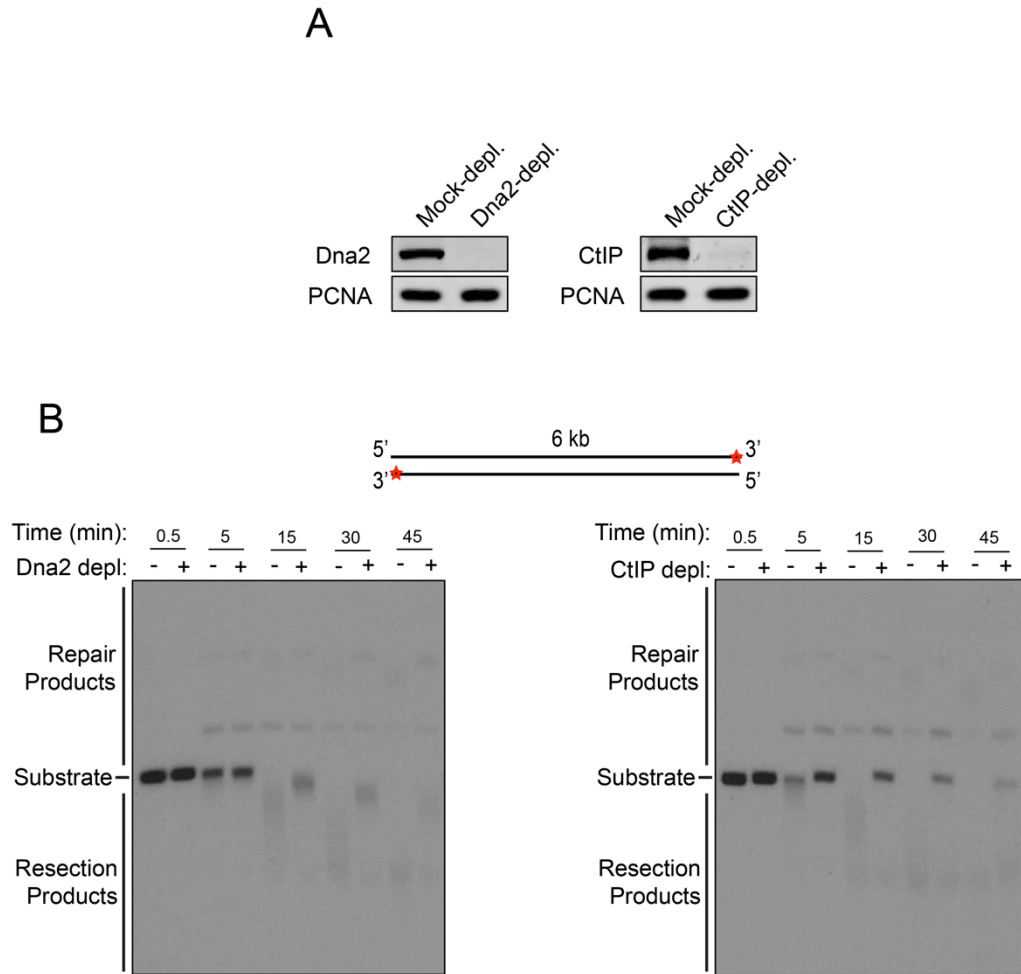 A
Mock-depl.
Dna2-depl.
Dna2
PCNA
Mock-depl.
CtIP-depl.
CtIP
PCNA
B
5’ 6 kb 3’
3’ 5’
Time (min): 0.5 5 15 30 45
Dna2 depl: - + - + - + - + - +
Repair
Products
Substrate
Resection
Products
Time (min): 0.5 5 15 30 45
CtIP depl: - + - + - + - + - +
Repair
Products
Substrate
Resection
Products